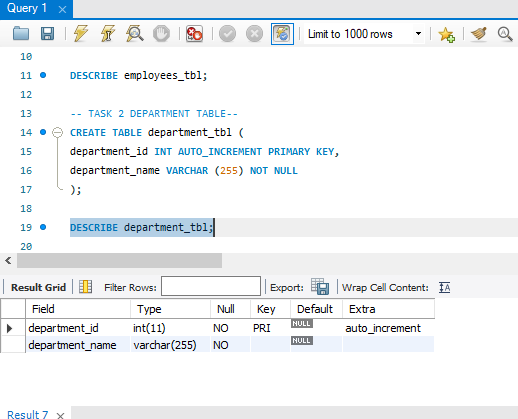 Query 1 ×
Limit to 1000 rows
10
11 DESCRIBE employees_tbl;
12
13 -- TASK 2 DEPARTMENT TABLE--
14 CREATE TABLE department_tbl (
15 department_id INT AUTO_INCREMENT PRIMARY KEY,
16 department_name VARCHAR (255) NOT NULL
17 );
18
19 DESCRIBE department_tbl;
20
Result Grid Filter Rows: Export: Wrap Cell Content: IA
Field Type Null Key Default Extra
department_id int(11) NO PRI NULL auto_increment
department_name varchar(255) NO NULL
Result 7 ×